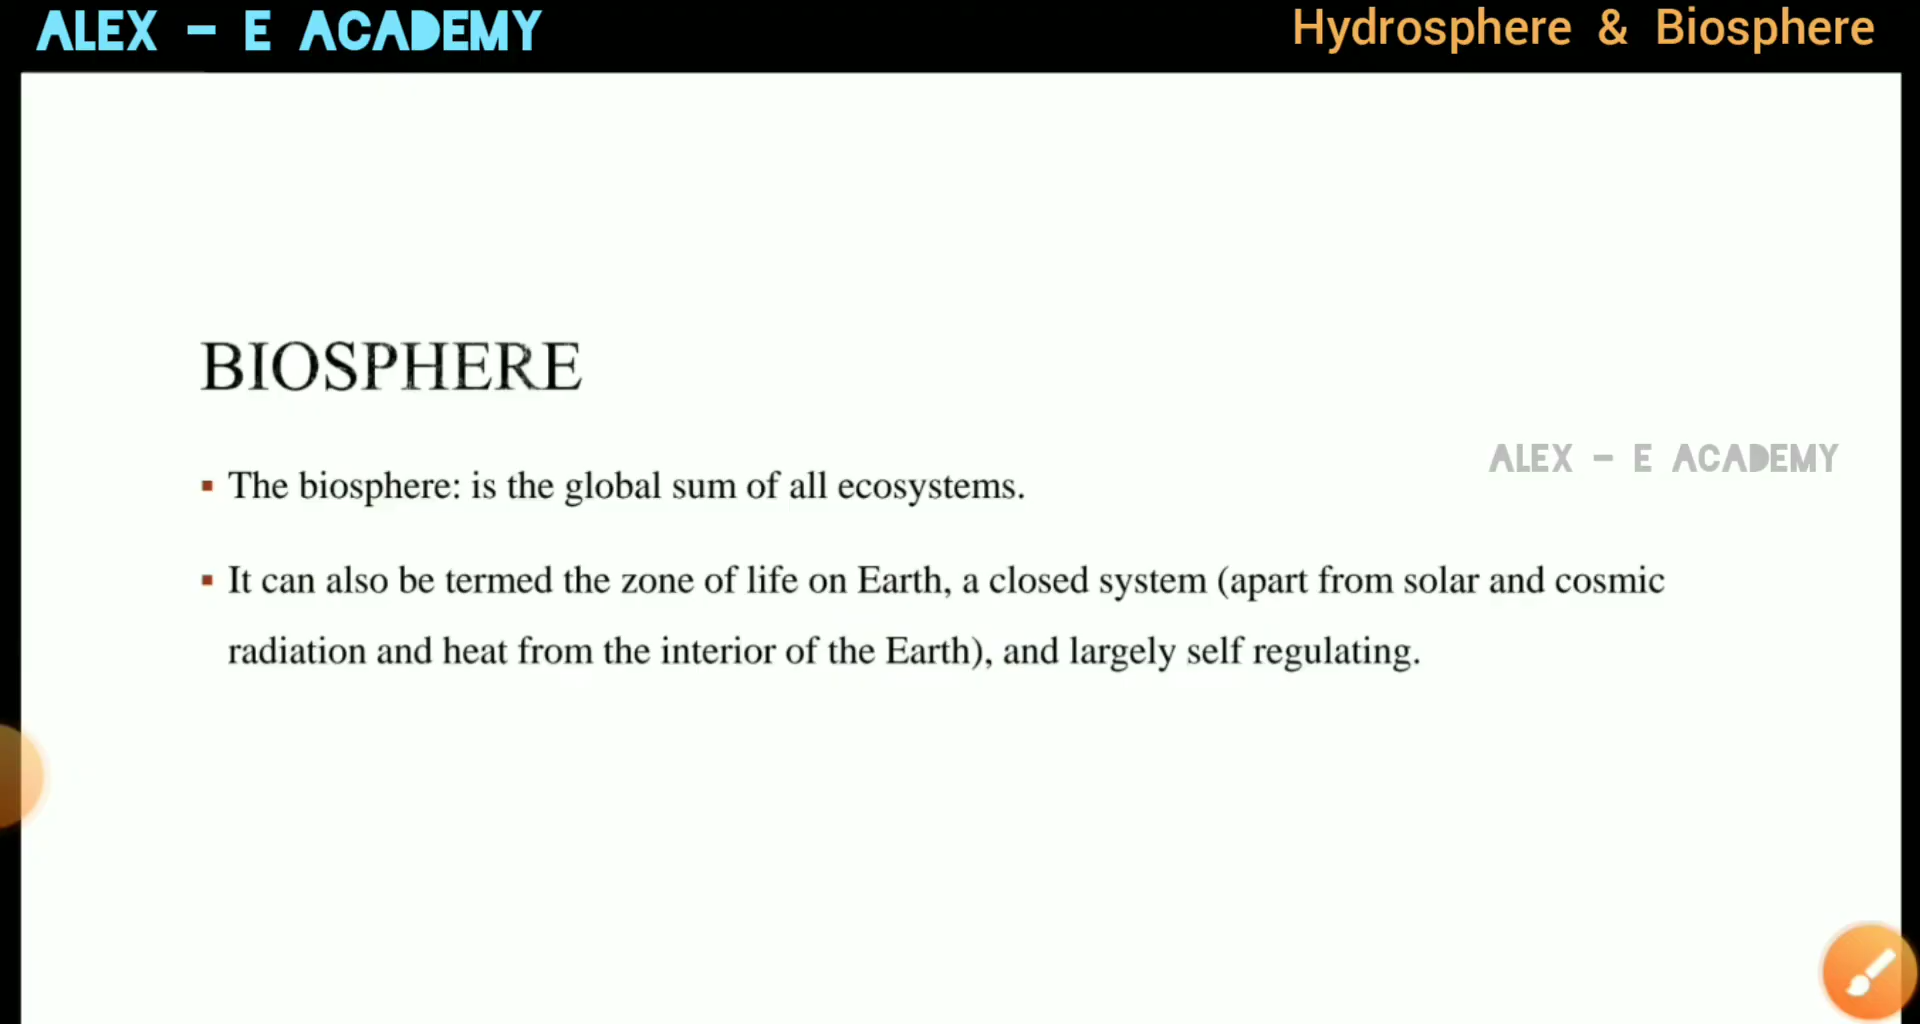 ALEX - E ACADEMY
Hydrosphere & Biosphere
BIOSPHERE
ALEX - E ACADEMY
▪ The biosphere: is the global sum of all ecosystems.
▪ It can also be termed the zone of life on Earth, a closed system (apart from solar and cosmic
radiation and heat from the interior of the Earth), and largely self regulating.